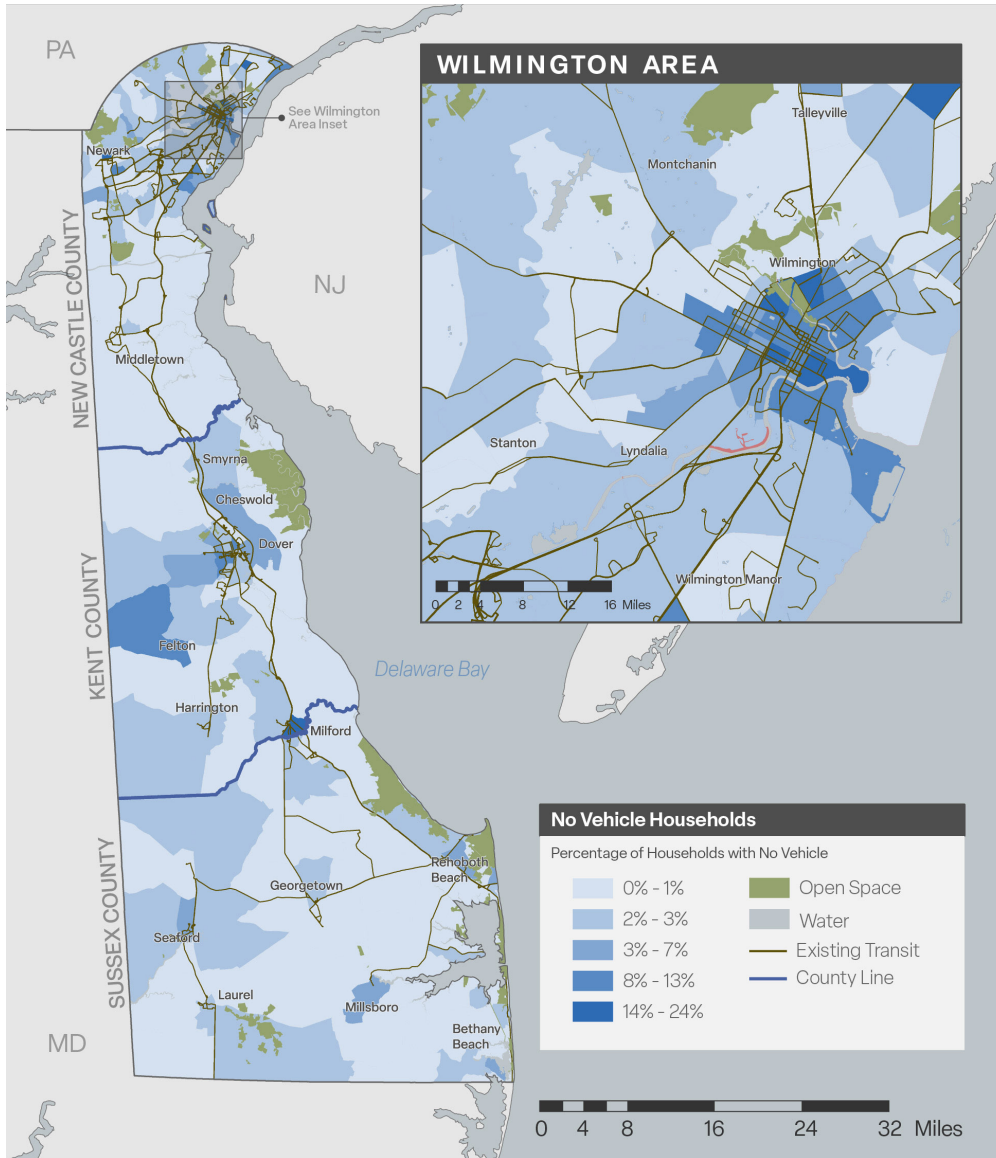 PA
See Wilmington
Area Inset
Newark
NJ
NEW CASTLE COUNTY
Middletown
Smyrna
Cheswold
Dover
KENT COUNTY
Felton
Harrington
Milford
Delaware Bay
SUSSEX COUNTY
Rehoboth
Beach
Georgetown
Seaford
Laurel
Millsboro
Bethany
Beach
MD
WILMINGTON AREA
Talleyville
Montchanin
Wilmington
Stanton
Lyndalia
Wilmington Manor
0 2 4 8 12 16 Miles
No Vehicle Households
Percentage of Households with No Vehicle
0% - 1%
2% - 3%
3% - 7%
8% - 13%
14% - 24%
Open Space
Water
Existing Transit
County Line
0 4 8 16 24 32 Miles